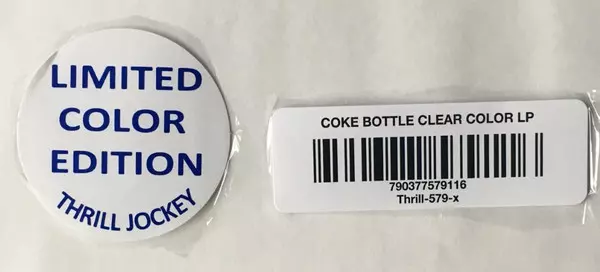 LIMITED
COLOR
EDITION
THRILL JOCKEY
COKE BOTTLE CLEAR COLOR LP
790377579116
Thrill-579-x